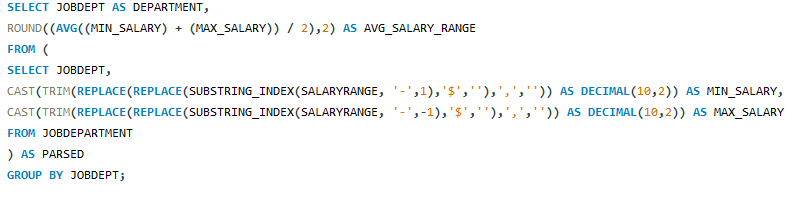 SELECT JOBDEPT AS DEPARTMENT,
ROUND((AVG((MIN_SALARY) + (MAX_SALARY)) / 2),2) AS AVG_SALARY_RANGE
FROM (
SELECT JOBDEPT,
CAST(TRIM(REPLACE(REPLACE(SUBSTRING_INDEX(SALARYRANGE, '-',1),'$',''),',','')) AS DECIMAL(10,2)) AS MIN_SALARY,
CAST(TRIM(REPLACE(REPLACE(SUBSTRING_INDEX(SALARYRANGE, '-',-1),'$',''),',','')) AS DECIMAL(10,2)) AS MAX_SALARY
FROM JOBDEPARTMENT
) AS PARSED
GROUP BY JOBDEPT;